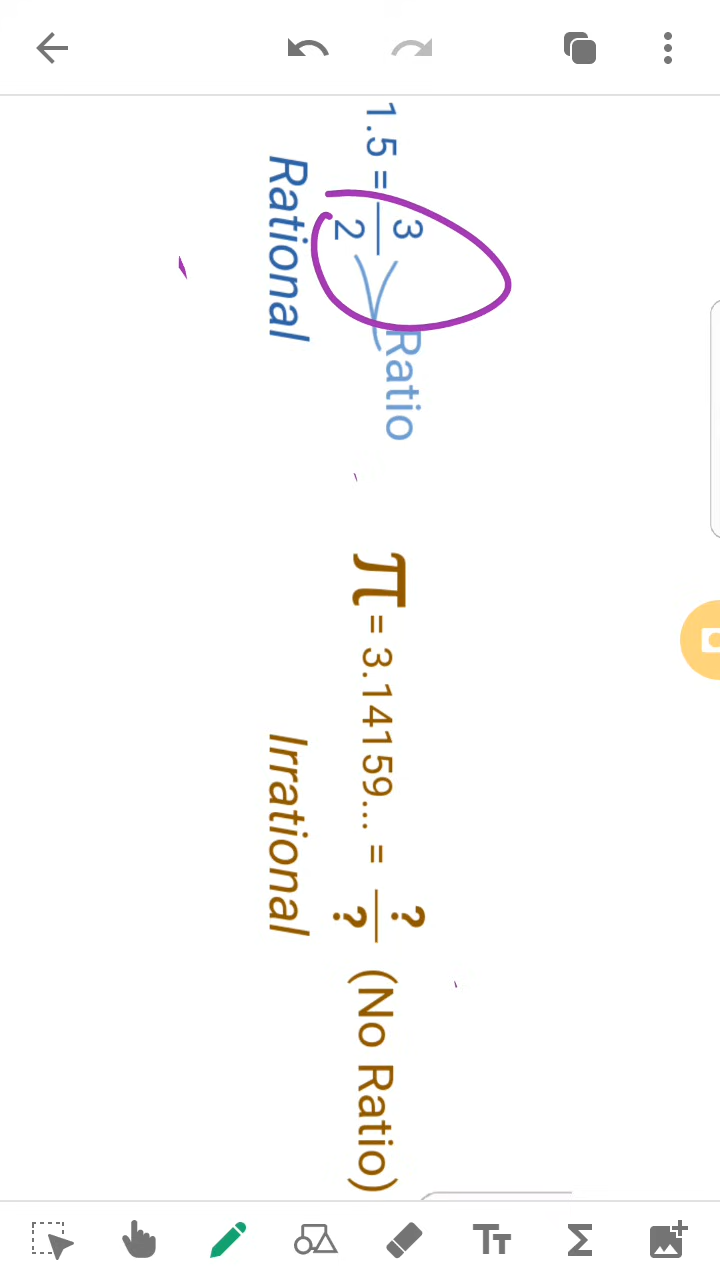 1.5 = 3/2 Ratio
Rational
π = 3.14159... = ?/? (No Ratio)
Irrational